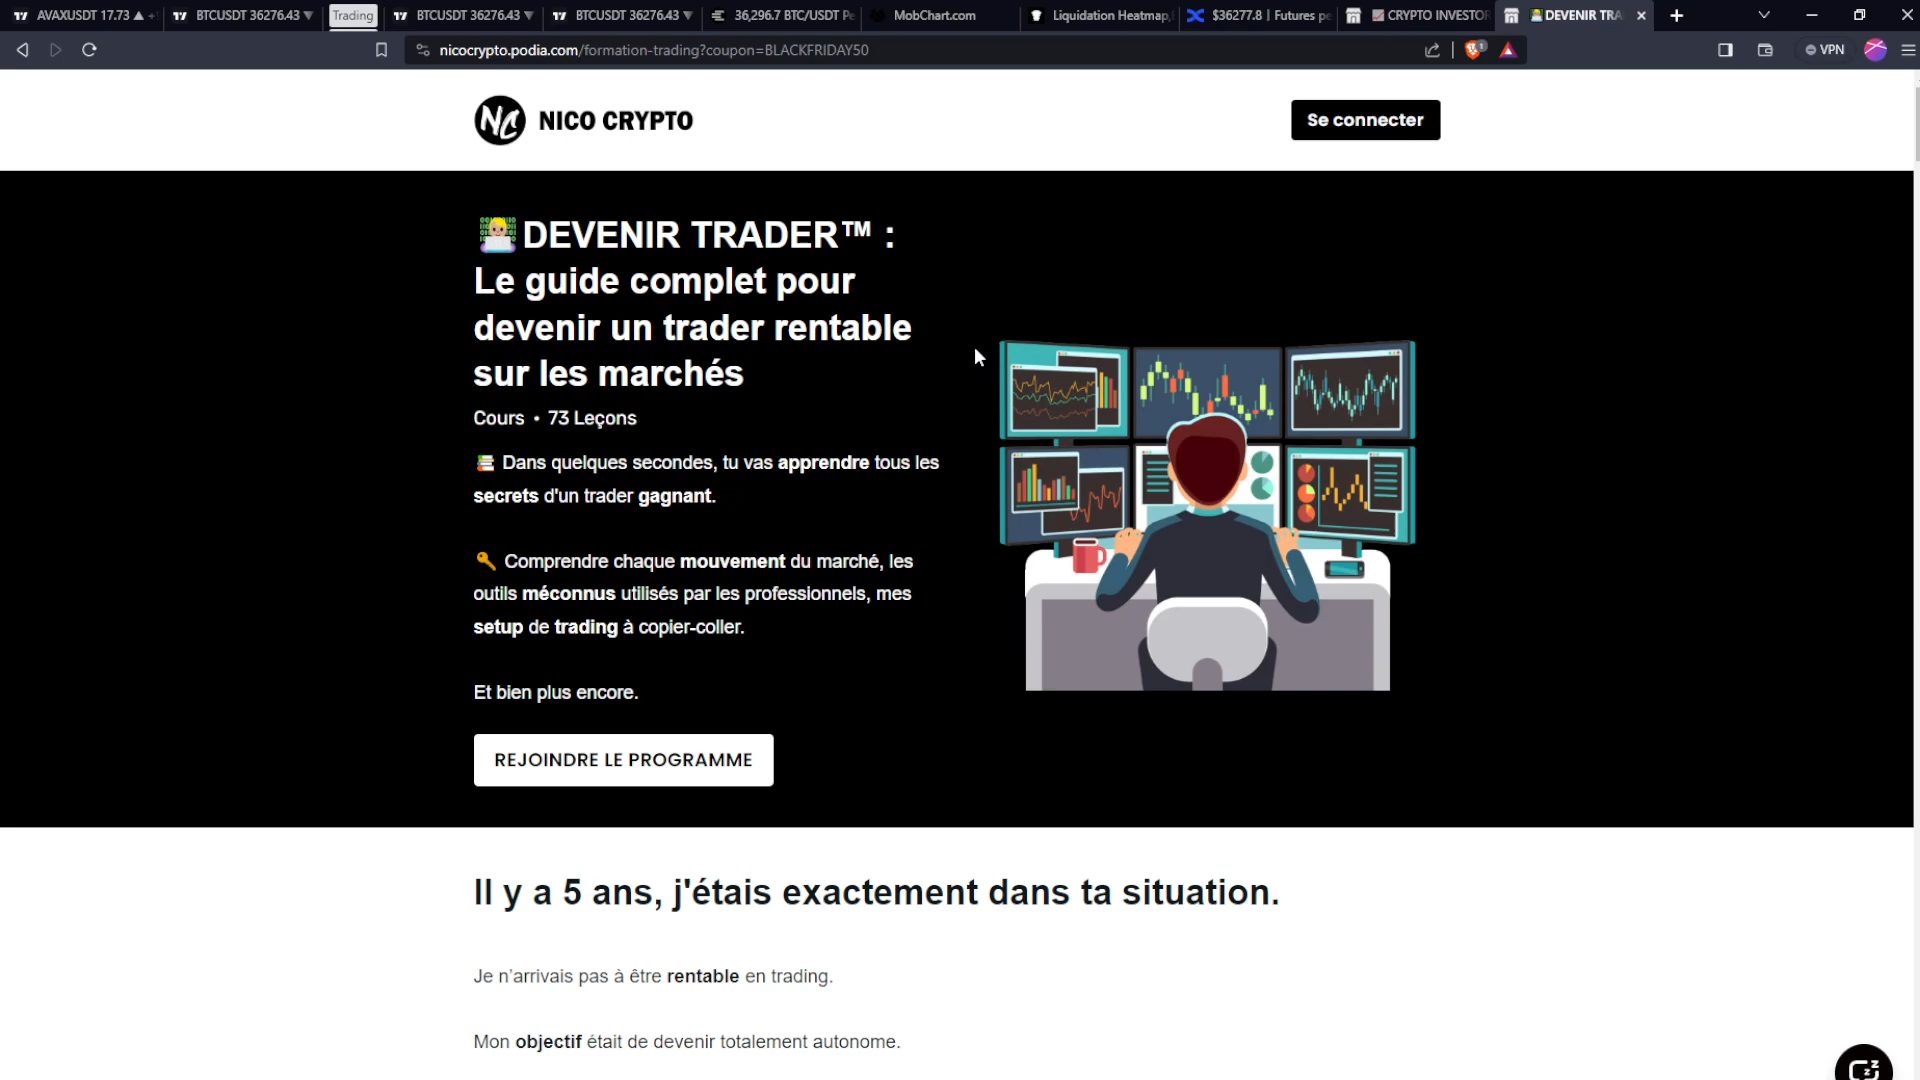 AVAXUSDT 17.73 ▲ +
BTCUSDT 36276.43 ▼
Trading
BTCUSDT 36276.43 ▼
BTCUSDT 36276.43 ▼
36,296.7 BTC/USDT Pe
MobChart.com
Liquidation Heatmap,
$36277.8 | Futures pe
CRYPTO INVESTOR
DEVENIR TRA
nicocrypto.podia.com/formation-trading?coupon=BLACKFRIDAY50
1
VPN
NC NICO CRYPTO
Se connecter
DEVENIR TRADER™ :
Le guide complet pour
devenir un trader rentable
sur les marchés
Cours • 73 Leçons
Dans quelques secondes, tu vas apprendre tous les
secrets d'un trader gagnant.
Comprendre chaque mouvement du marché, les
outils méconnus utilisés par les professionnels, mes
setup de trading à copier-coller.
Et bien plus encore.
REJOINDRE LE PROGRAMME
Il y a 5 ans, j'étais exactement dans ta situation.
Je n'arrivais pas à être rentable en trading.
Mon objectif était de devenir totalement autonome.